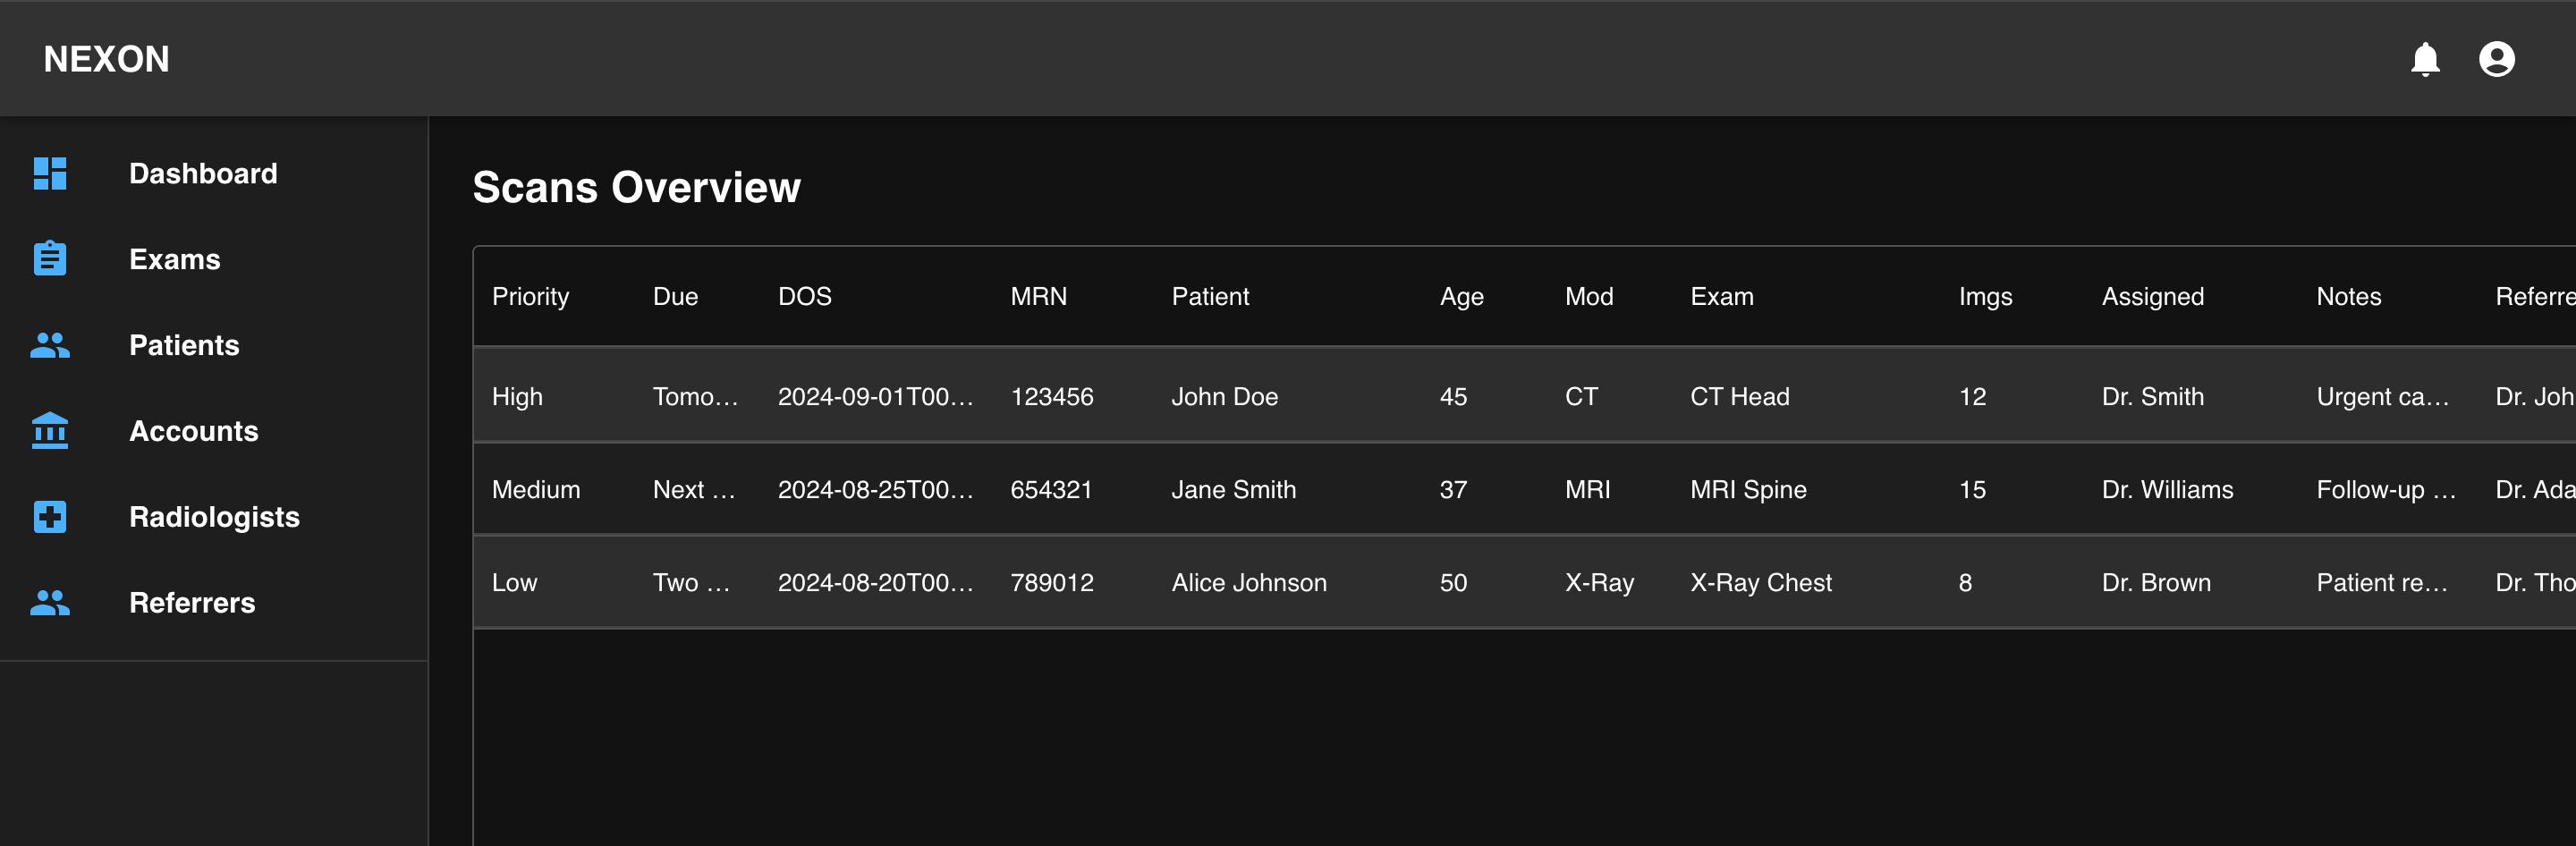 NEXON
Dashboard
Exams
Patients
Accounts
Radiologists
Referrers
Scans Overview
Priority Due DOS MRN Patient Age Mod Exam Imgs Assigned Notes Referre
High Tomo… 2024-09-01T00… 123456 John Doe 45 CT CT Head 12 Dr. Smith Urgent ca… Dr. Joh
Medium Next … 2024-08-25T00… 654321 Jane Smith 37 MRI MRI Spine 15 Dr. Williams Follow-up … Dr. Ada
Low Two … 2024-08-20T00… 789012 Alice Johnson 50 X-Ray X-Ray Chest 8 Dr. Brown Patient re… Dr. Tho